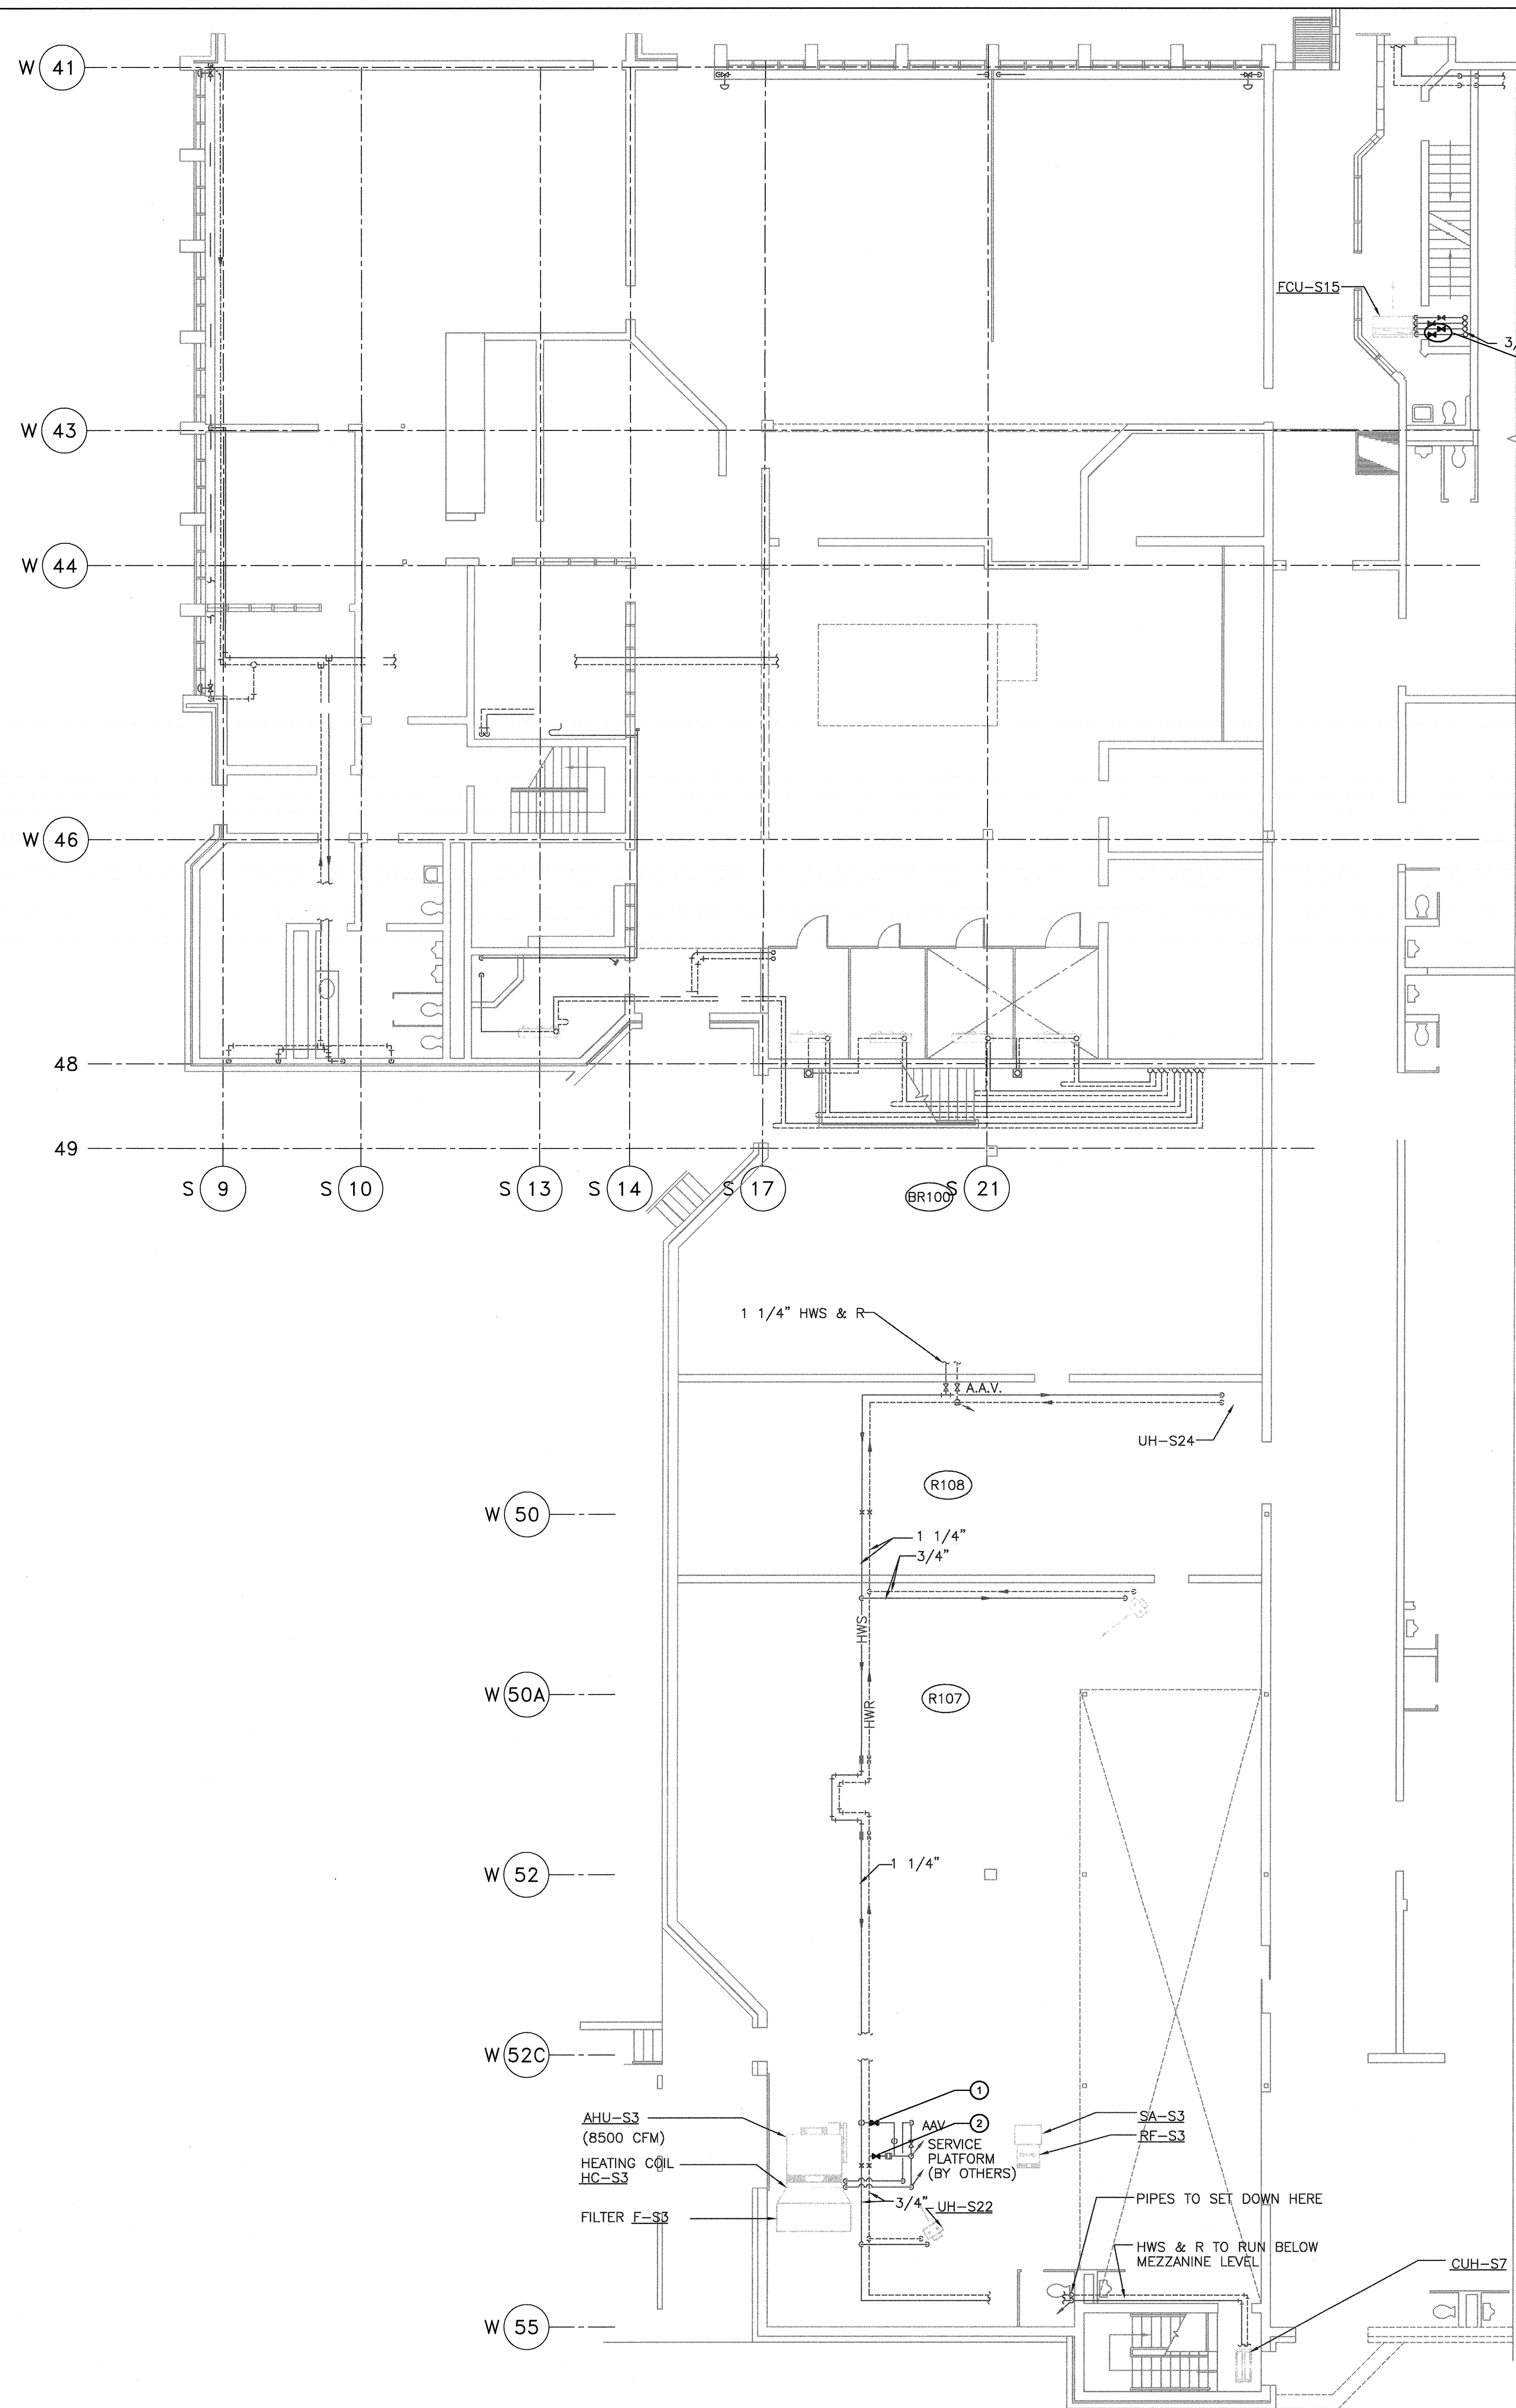 W 41
FCU-S15
3/
W 43
W 44
W 46
48
49
S 9
S 10
S 13
S 14
S 17
BR100
S 21
1 1/4" HWS & R
A.A.V.
UH-S24
R108
W 50
1 1/4"
3/4"
HWS
W 50A
R107
HWR
W 52
1 1/4"
W 52C
1
AHU-S3
(8500 CFM)
AAV
2
SA-S3
RF-S3
SERVICE
PLATFORM
(BY OTHERS)
HEATING COIL
HC-S3
3/4"
UH-S22
PIPES TO SET DOWN HERE
FILTER F-S3
HWS & R TO RUN BELOW
MEZZANINE LEVEL
CUH-S7
W 55